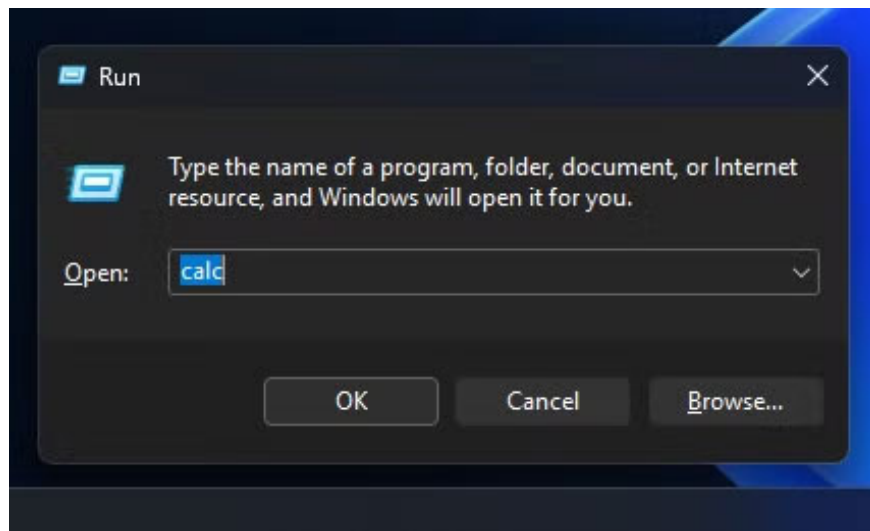 Run
Type the name of a program, folder, document, or Internet
resource, and Windows will open it for you.
Open: calc
OK Cancel Browse...